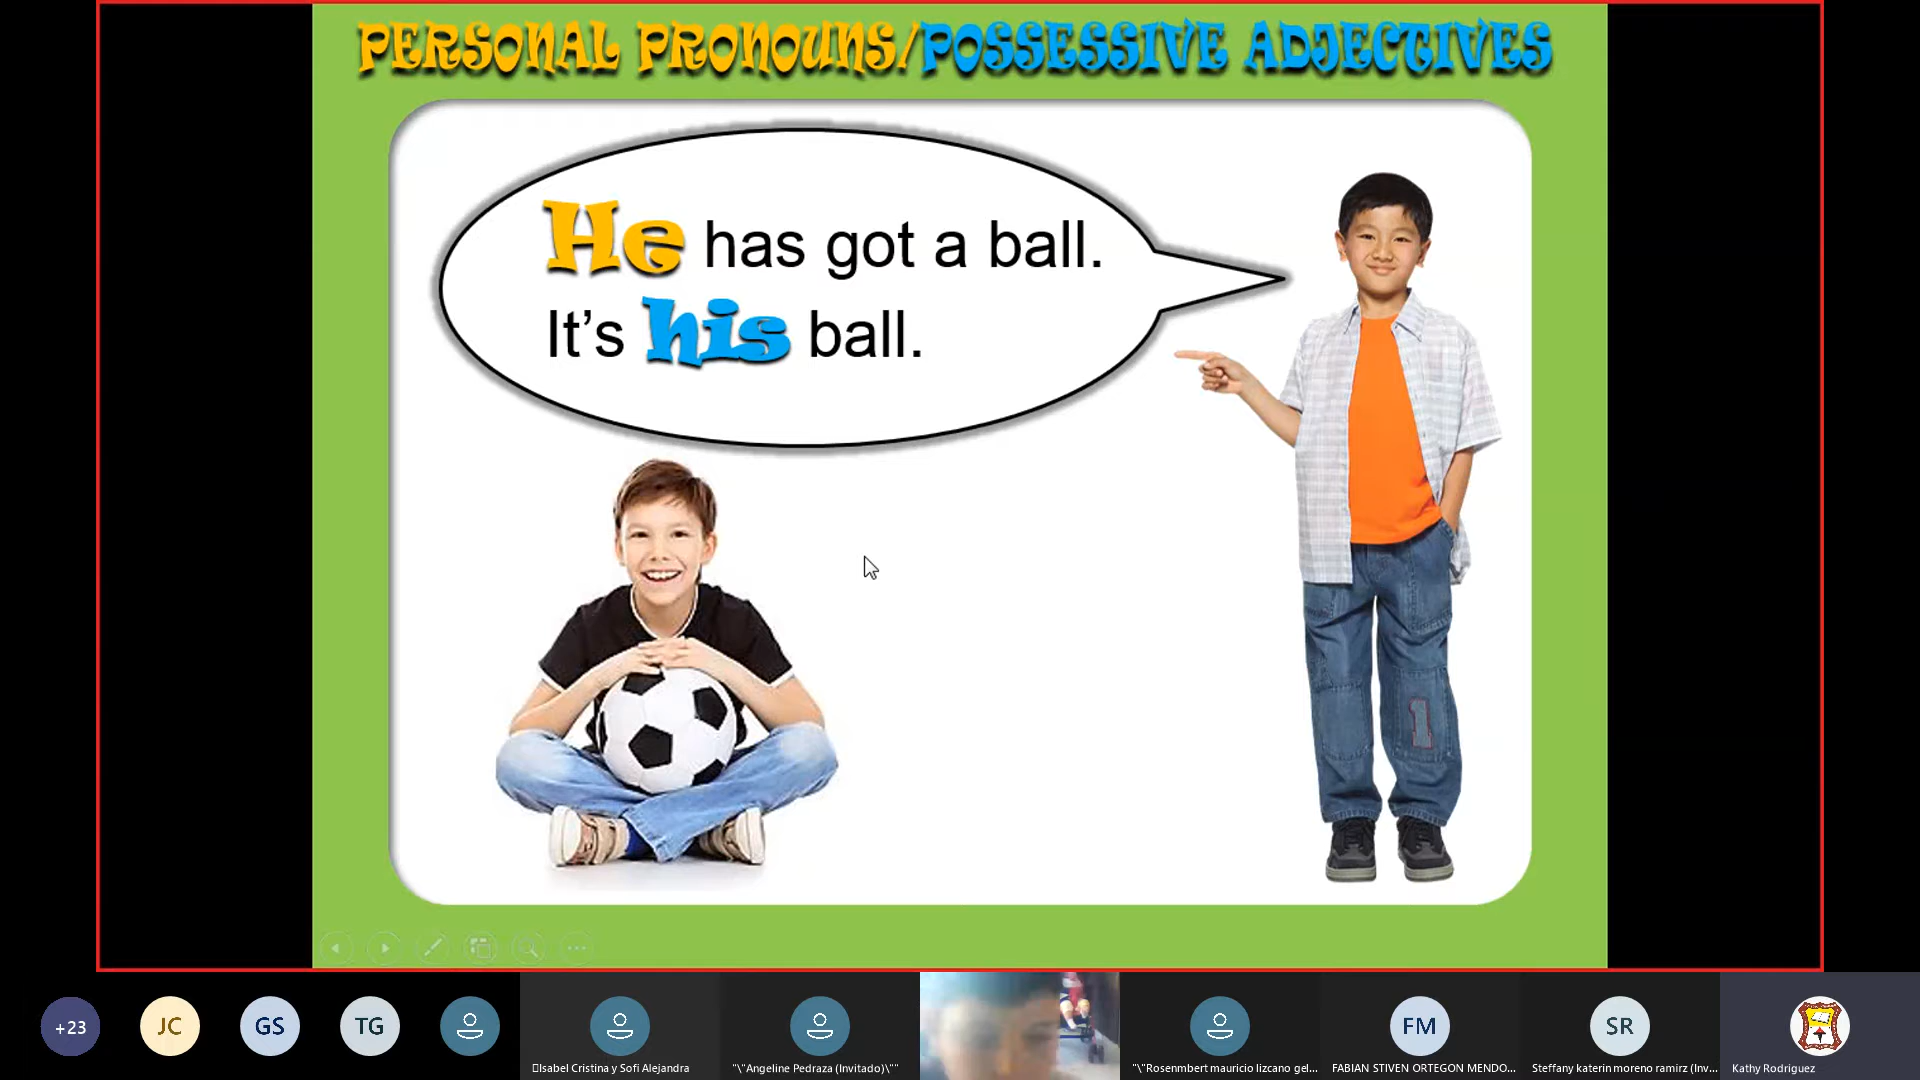 PERSONAL PRONOUNS/POSSESSIVE ADJECTIVES
He has got a ball.
It's his ball.
1
+23
JC
GS
TG
FM
SR
Isabel Cristina y Sofi Alejandra
"\"Angeline Pedraza (Invitado)\""
"\"Rosenmbert mauricio lizcano gel...
FABIAN STIVEN ORTEGON MENDO...
Steffany katerin moreno ramirz (Inv...
Kathy Rodriguez